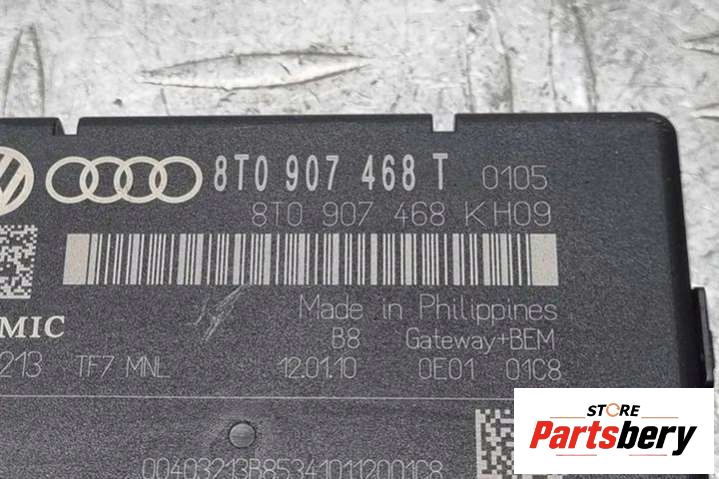 8T0 907 468 T 0105
8T0 907 468 K H09
Made in Philippines
MIC
B8 Gateway+BEM
213 TF7 MNL 12.01.10 0E01 01C8
00403213B853410112001C8
STORE
Partsbery